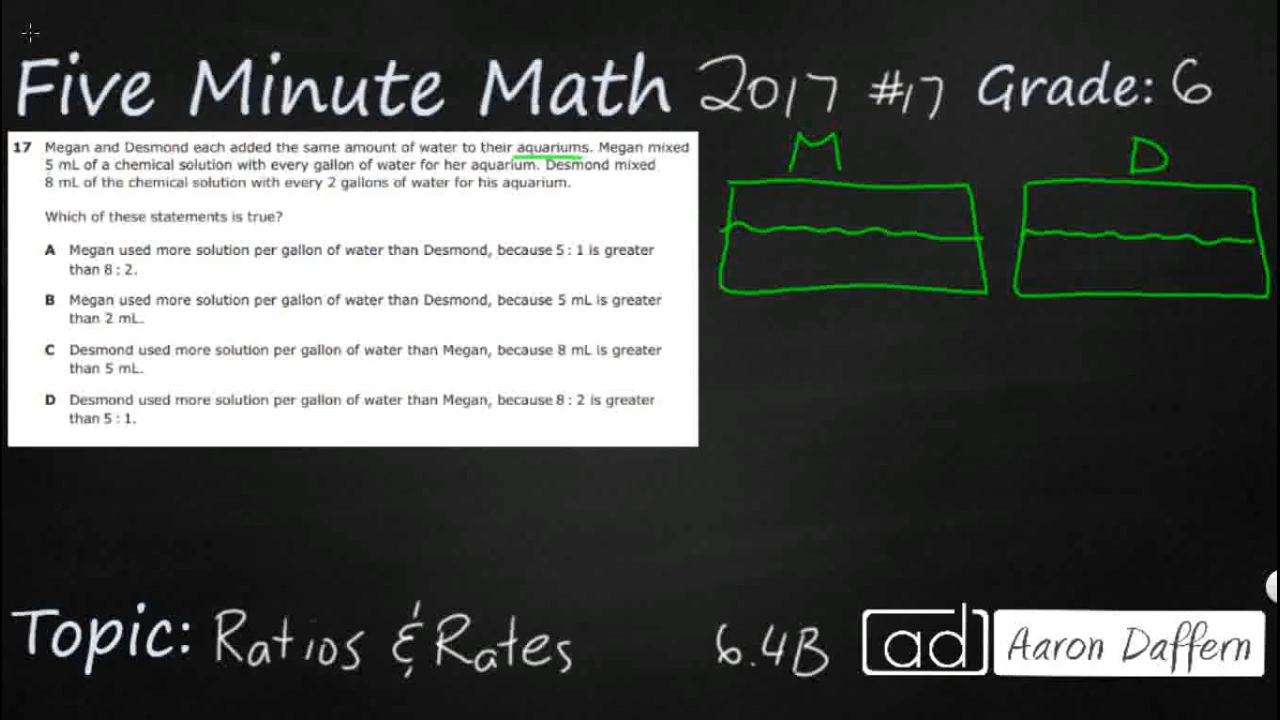 Five Minute Math 2017 #17 Grade: 6
17 Megan and Desmond each added the same amount of water to their aquariums. Megan mixed
5 mL of a chemical solution with every gallon of water for her aquarium. Desmond mixed
8 mL of the chemical solution with every 2 gallons of water for his aquarium.
Which of these statements is true?
A Megan used more solution per gallon of water than Desmond, because 5 : 1 is greater
than 8 : 2.
B Megan used more solution per gallon of water than Desmond, because 5 mL is greater
than 2 mL.
C Desmond used more solution per gallon of water than Megan, because 8 mL is greater
than 5 mL.
D Desmond used more solution per gallon of water than Megan, because 8 : 2 is greater
than 5 : 1.
M D
Topic: Ratios & Rates 6.4B ad Aaron Daffern